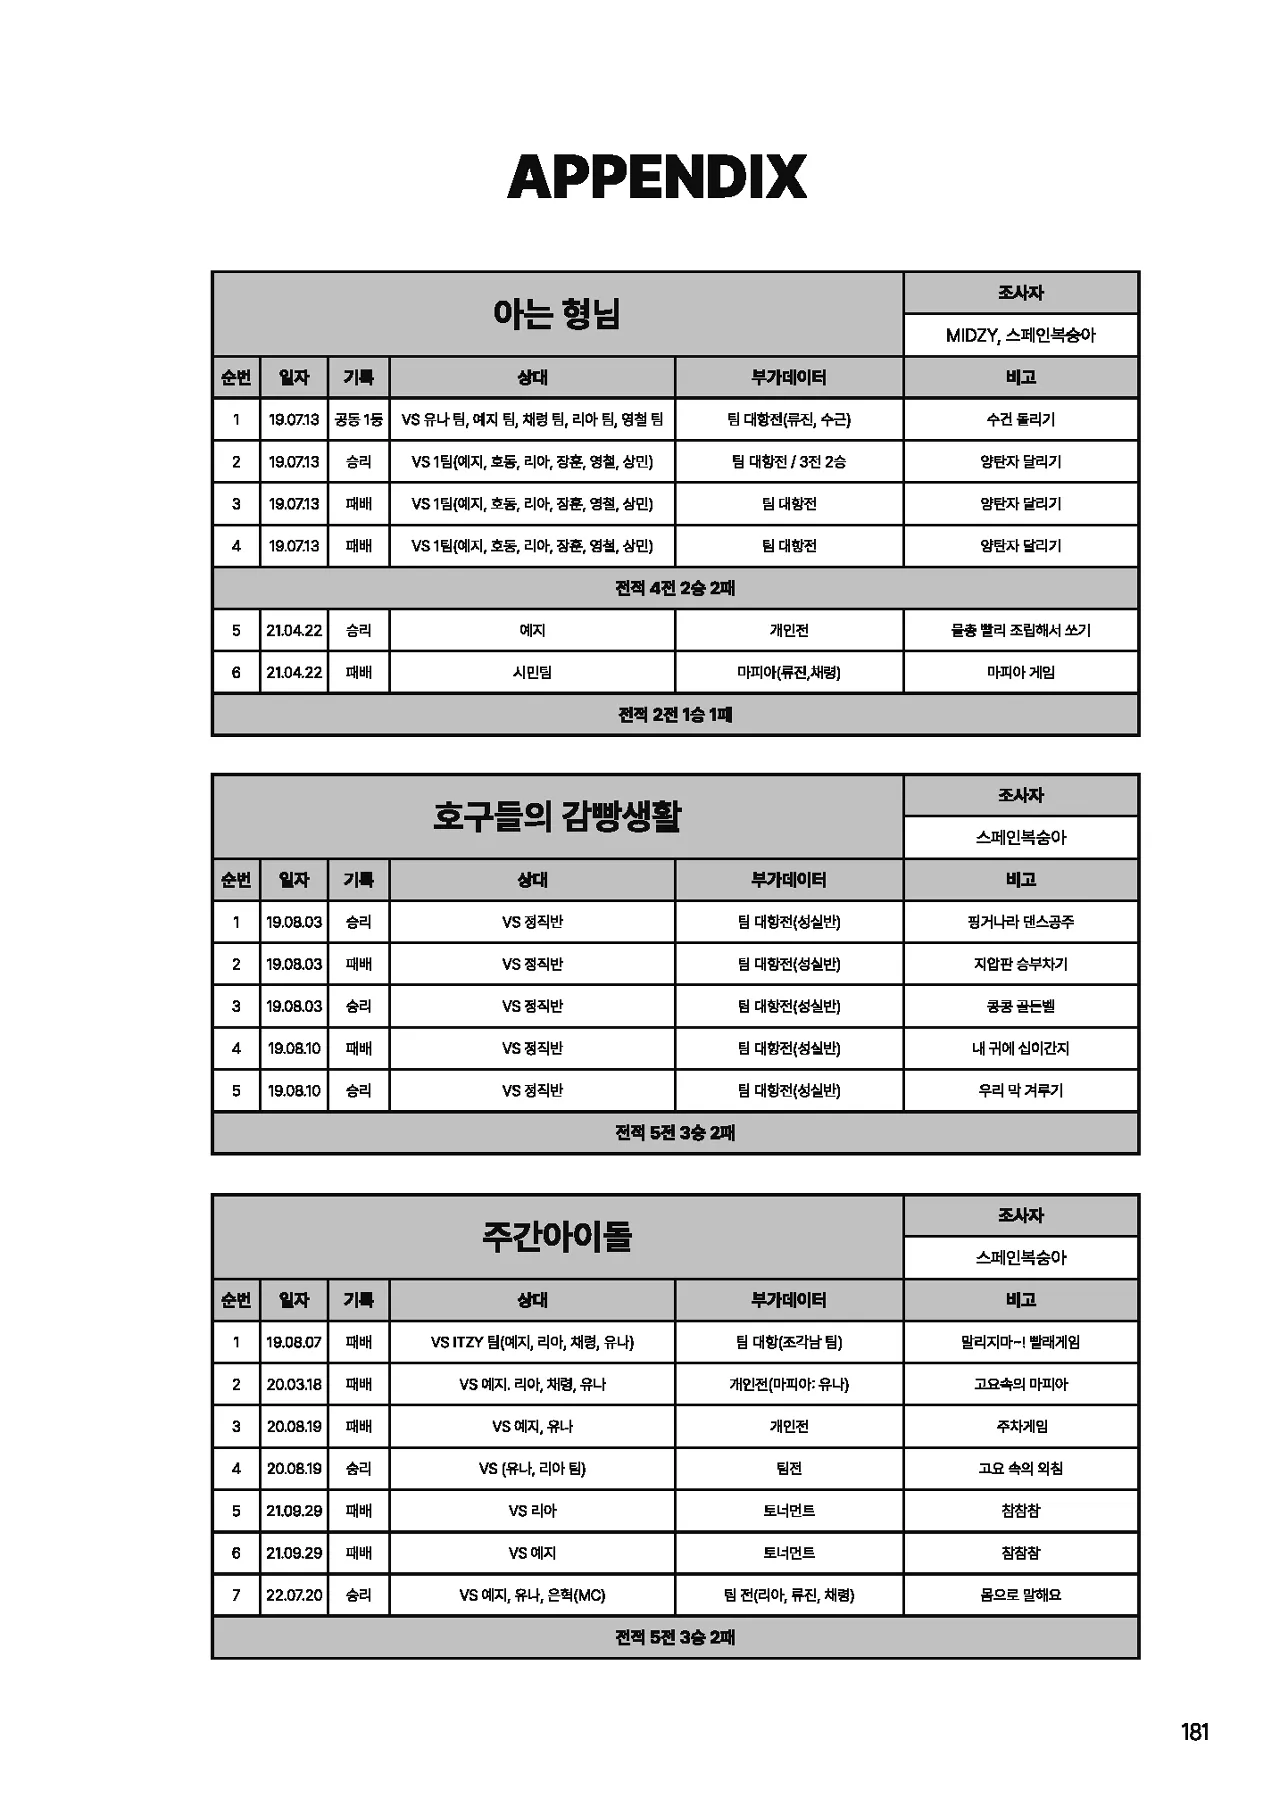 APPENDIX
아는 형님
조사자
MIDZY, 스페인복숭아
순번 일자 기록 상대 부가데이터 비고
1 19.07.13 공동 1등 VS 유나 팀, 예지 팀, 채령 팀, 리아 팀, 영철 팀 팀 대항전(류진, 수근) 수건 돌리기
2 19.07.13 승리 VS 1팀(예지, 호동, 리아, 장훈, 영철, 상민) 팀 대항전 / 3전 2승 양탄자 달리기
3 19.07.13 패배 VS 1팀(예지, 호동, 리아, 장훈, 영철, 상민) 팀 대항전 양탄자 달리기
4 19.07.13 패배 VS 1팀(예지, 호동, 리아, 장훈, 영철, 상민) 팀 대항전 양탄자 달리기
전적 4전 2승 2패
5 21.04.22 승리 예지 개인전 물총 빨리 조립해서 쏘기
6 21.04.22 패배 시민팀 마피아(류진,채령) 마피아 게임
전적 2전 1승 1패
호구들의 감빵생활
조사자
스페인복숭아
순번 일자 기록 상대 부가데이터 비고
1 19.08.03 승리 VS 정직반 팀 대항전(성실반) 핑거나라 댄스공주
2 19.08.03 패배 VS 정직반 팀 대항전(성실반) 지압판 승부차기
3 19.08.03 승리 VS 정직반 팀 대항전(성실반) 쿵쿵 골든벨
4 19.08.10 패배 VS 정직반 팀 대항전(성실반) 내 귀에 십이간지
5 19.08.10 승리 VS 정직반 팀 대항전(성실반) 우리 막 겨루기
전적 5전 3승 2패
주간아이돌
조사자
스페인복숭아
순번 일자 기록 상대 부가데이터 비고
1 19.08.07 패배 VS ITZY 팀(예지, 리아, 채령, 유나) 팀 대항(조각남 팀) 말리지마~! 빨래게임
2 20.03.18 패배 VS 예지. 리아, 채령, 유나 개인전(마피아: 유나) 고요속의 마피아
3 20.08.19 패배 VS 예지, 유나 개인전 주차게임
4 20.08.19 승리 VS (유나, 리아 팀) 팀전 고요 속의 외침
5 21.09.29 패배 VS 리아 토너먼트 참참참
6 21.09.29 패배 VS 예지 토너먼트 참참참
7 22.07.20 승리 VS 예지, 유나, 은혁(MC) 팀 전(리아, 류진, 채령) 몸으로 말해요
전적 5전 3승 2패
181